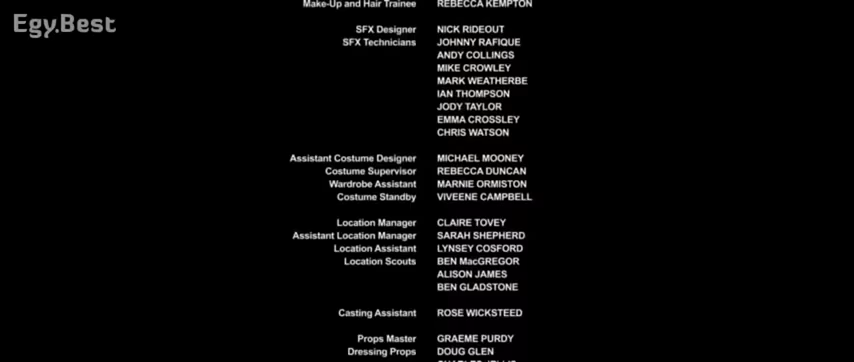 Egy.Best
Make-Up and Hair Trainee REBECCA KEMPTON
SFX Designer NICK RIDEOUT
SFX Technicians JOHNNY RAFIQUE
ANDY COLLINGS
MIKE CROWLEY
MARK WEATHERBE
IAN THOMPSON
JODY TAYLOR
EMMA CROSSLEY
CHRIS WATSON
Assistant Costume Designer MICHAEL MOONEY
Costume Supervisor REBECCA DUNCAN
Wardrobe Assistant MARNIE ORMISTON
Costume Standby VIVEENE CAMPBELL
Location Manager CLAIRE TOVEY
Assistant Location Manager SARAH SHEPHERD
Location Assistant LYNSEY COSFORD
Location Scouts BEN MacGREGOR
ALISON JAMES
BEN GLADSTONE
Casting Assistant ROSE WICKSTEED
Props Master GRAEME PURDY
Dressing Props DOUG GLEN